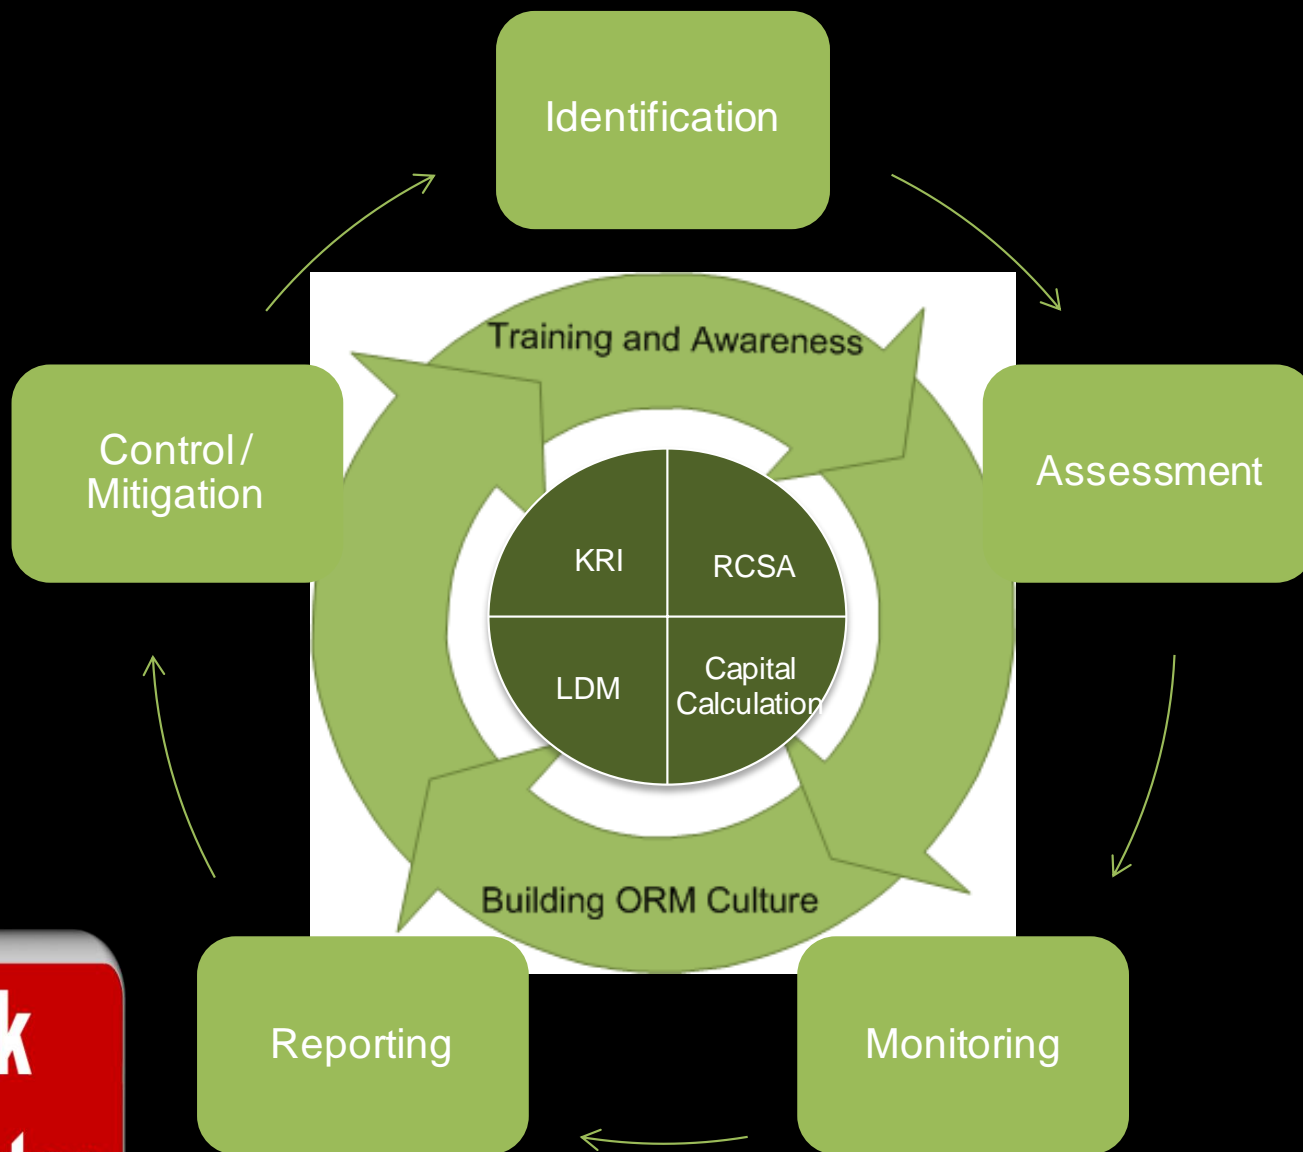 Identification
Training and Awareness
Control /
Mitigation
Assessment
KRI
RCSA
LDM
Capital
Calculation
Building ORM Culture
Reporting
Monitoring